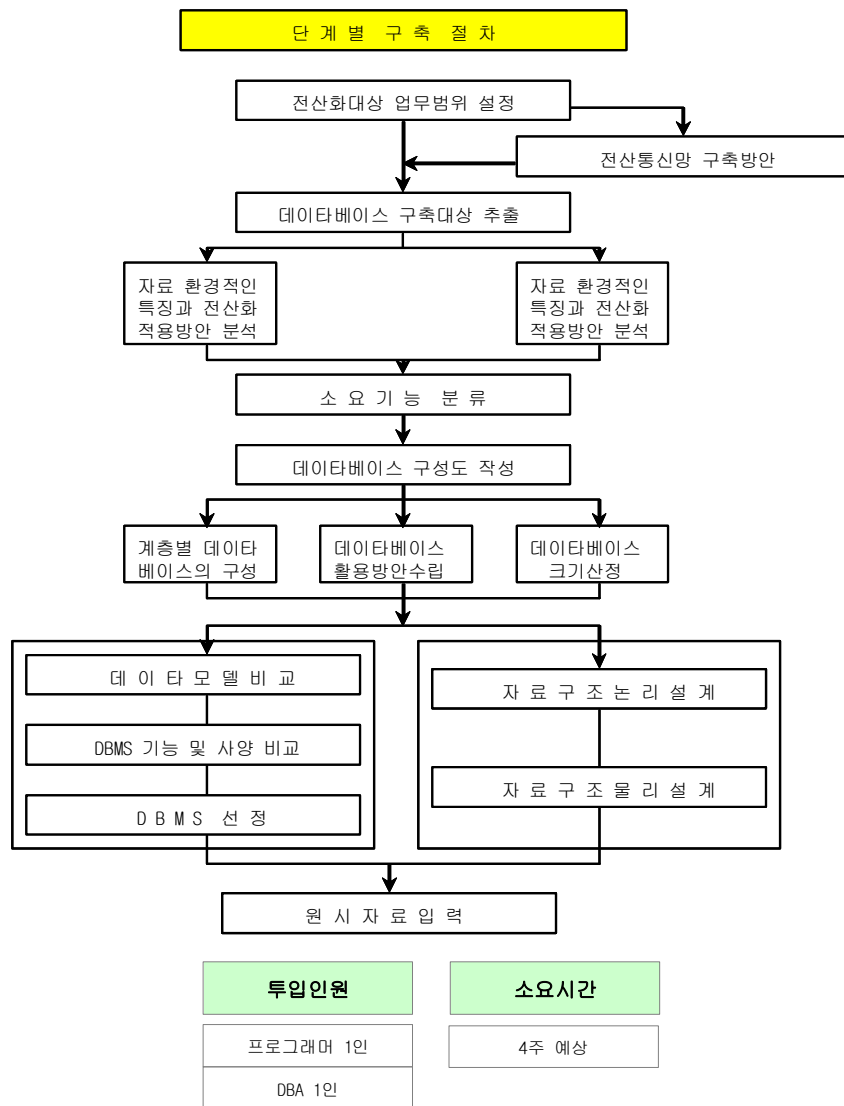 단 계 별 구 축 절 차
전산화대상 업무범위 설정
전산통신망 구축방안
데이타베이스 구축대상 추출
자료 환경적인
특징과 전산화
적용방안 분석
자료 환경적인
특징과 전산화
적용방안 분석
소 요 기 능 분 류
데이타베이스 구성도 작성
계층별 데이타
베이스의 구성
데이타베이스
활용방안수립
데이타베이스
크기산정
데 이 타 모 델 비 교
DBMS 기능 및 사양 비교
D B M S 선 정
자 료 구 조 논 리 설 계
자 료 구 조 물 리 설 계
원 시 자 료 입 력
투입인원
프로그래머 1인
DBA 1인
소요시간
4주 예상